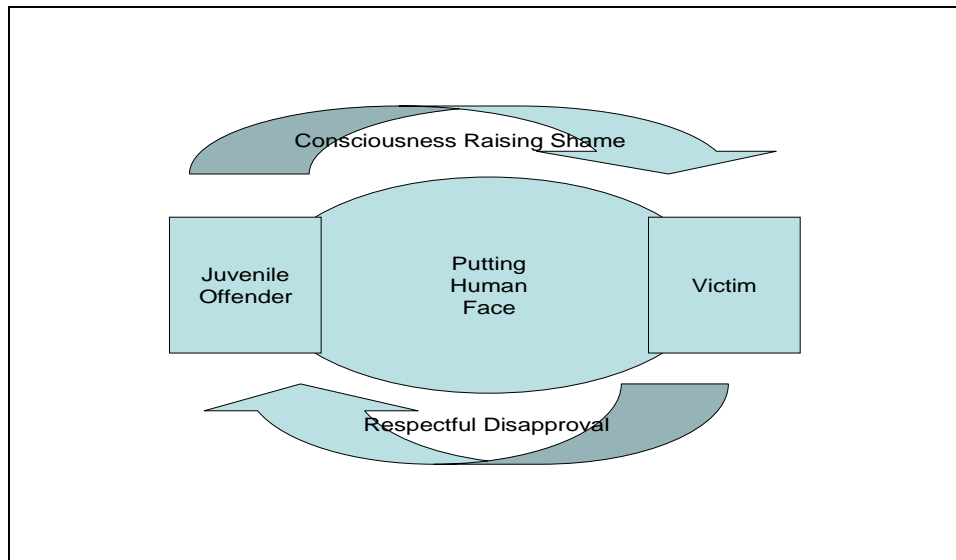 Consciousness Raising Shame
Juvenile
Offender
Putting
Human
Face
Victim
Respectful Disapproval